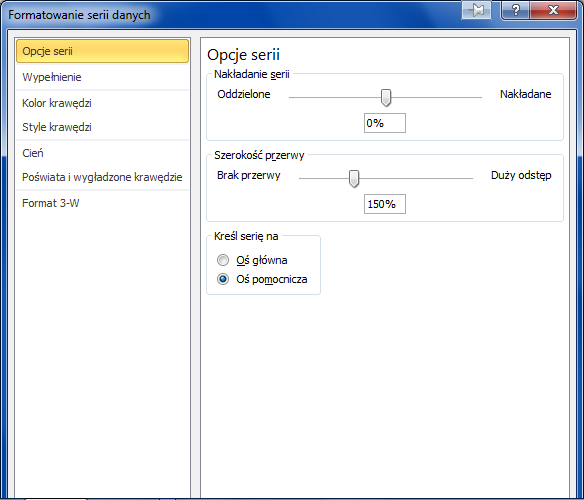 Formatowanie serii danych
?
Opcje serii
Wypełnienie
Kolor krawędzi
Style krawędzi
Cień
Poświata i wygładzone krawędzie
Format 3-W
Opcje serii
Nakładanie serii
Oddzielone Nakładane
0%
Szerokość przerwy
Brak przerwy Duży odstęp
150%
Kreśl serię na
Oś główna
Oś pomocnicza